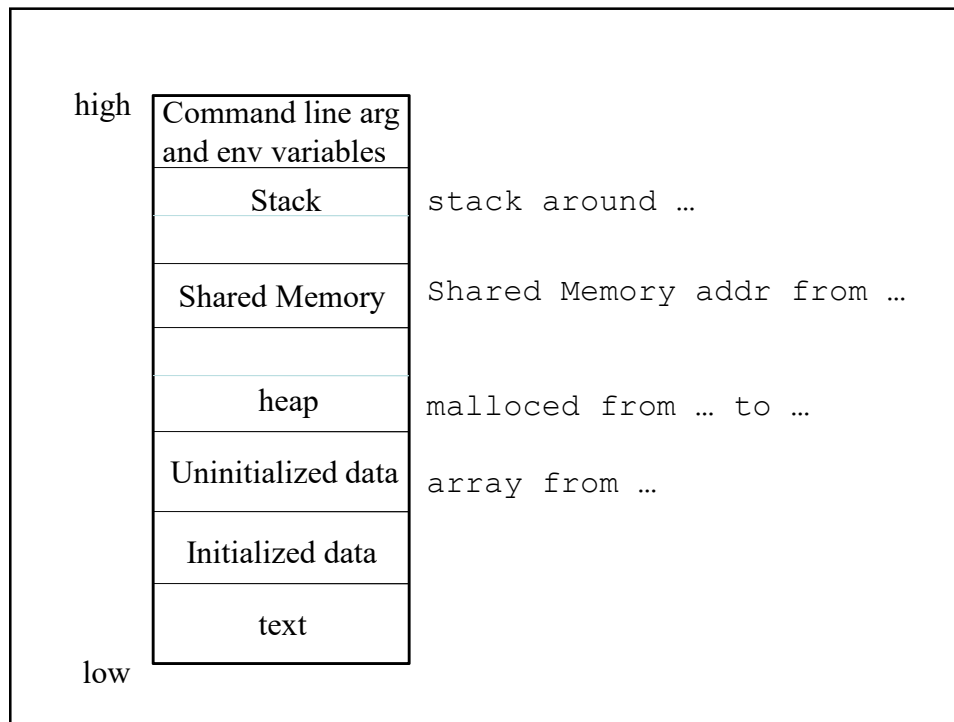 high
Command line arg
and env variables
Stack
stack around …
Shared Memory
Shared Memory addr from …
heap
malloced from … to …
Uninitialized data
array from …
Initialized data
text
low